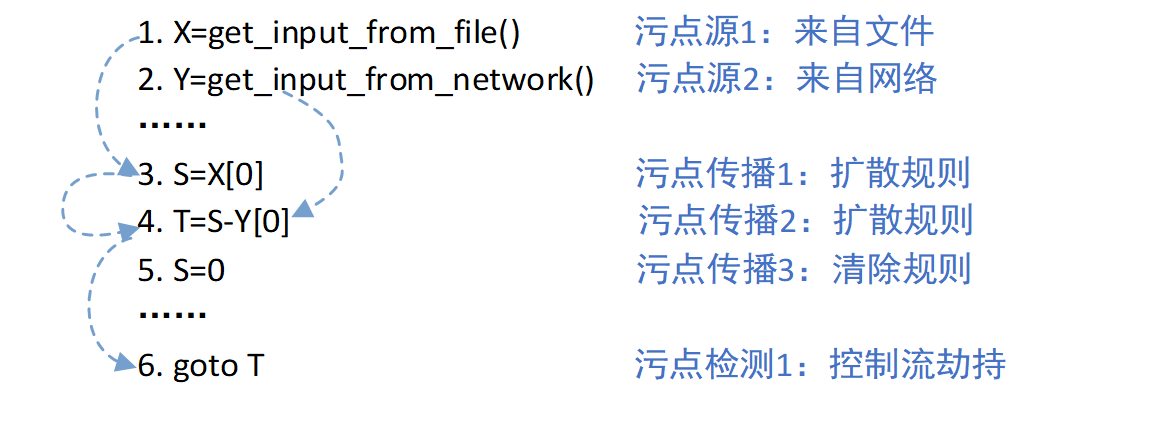 1. X=get_input_from_file() 污点源1：来自文件
2. Y=get_input_from_network() 污点源2：来自网络
……
3. S=X[0] 污点传播1：扩散规则
4. T=S-Y[0] 污点传播2：扩散规则
5. S=0 污点传播3：清除规则
……
6. goto T 污点检测1：控制流劫持